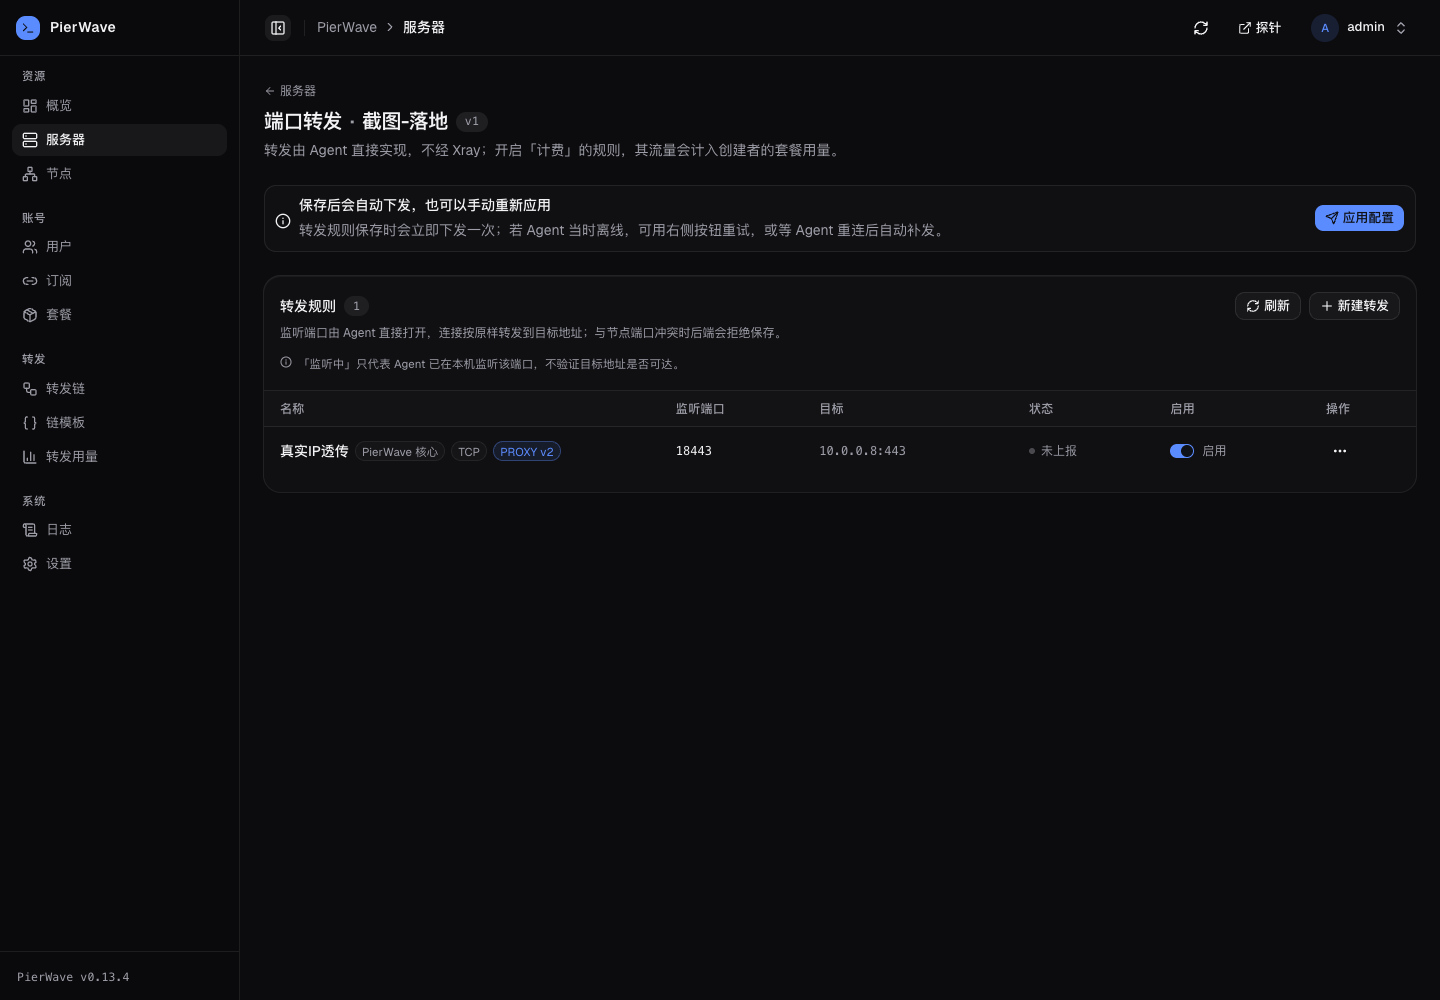 PierWave
PierWave > 服务器
探针
A admin
资源
概览
服务器
节点
账号
用户
订阅
套餐
转发
转发链
链模板
转发用量
系统
日志
设置
PierWave v0.13.4
← 服务器
端口转发 · 截图-落地 v1
转发由 Agent 直接实现，不经 Xray；开启「计费」的规则，其流量会计入创建者的套餐用量。
保存后会自动下发，也可以手动重新应用
转发规则保存时会立即下发一次；若 Agent 当时离线，可用右侧按钮重试，或等 Agent 重连后自动补发。
应用配置
转发规则 1
刷新
新建转发
监听端口由 Agent 直接打开，连接按原样转发到目标地址；与节点端口冲突时后端会拒绝保存。
「监听中」只代表 Agent 已在本机监听该端口，不验证目标地址是否可达。
名称 监听端口 目标 状态 启用 操作
真实IP透传 PierWave 核心 TCP PROXY v2 18443 10.0.0.8:443 未上报 启用